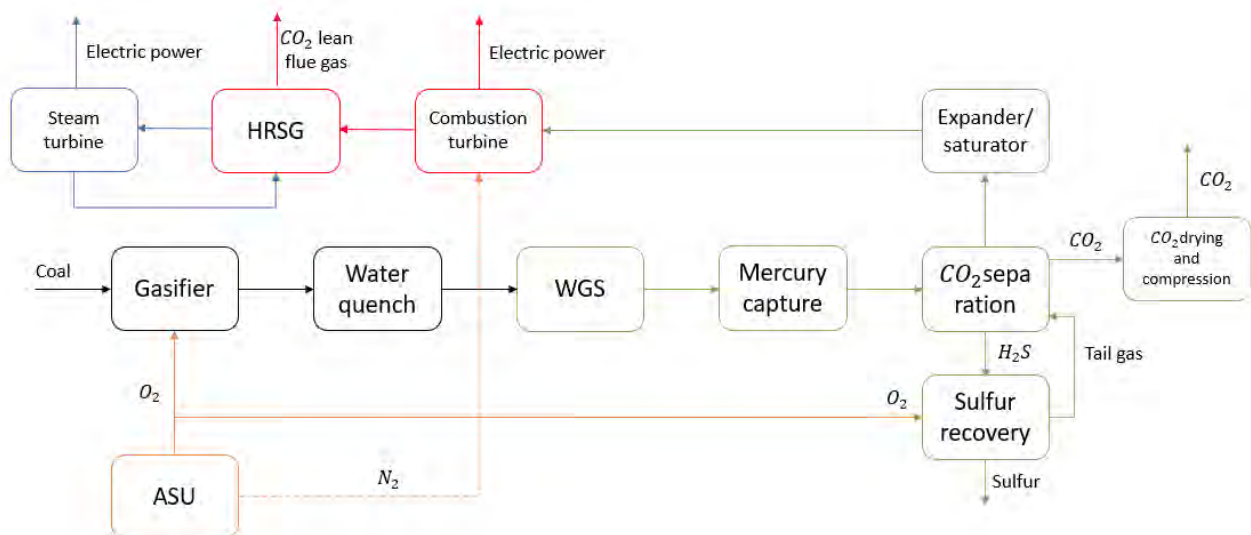 Electric power
CO₂ lean
flue gas
Electric power
Steam
turbine
HRSG
Combustion
turbine
Expander/
saturator
CO₂
CO₂
CO₂ drying
and
compression
Coal
Gasifier
Water
quench
WGS
Mercury
capture
CO₂sepa
ration
H₂S
Tail gas
O₂
O₂
Sulfur
recovery
ASU
N₂
Sulfur